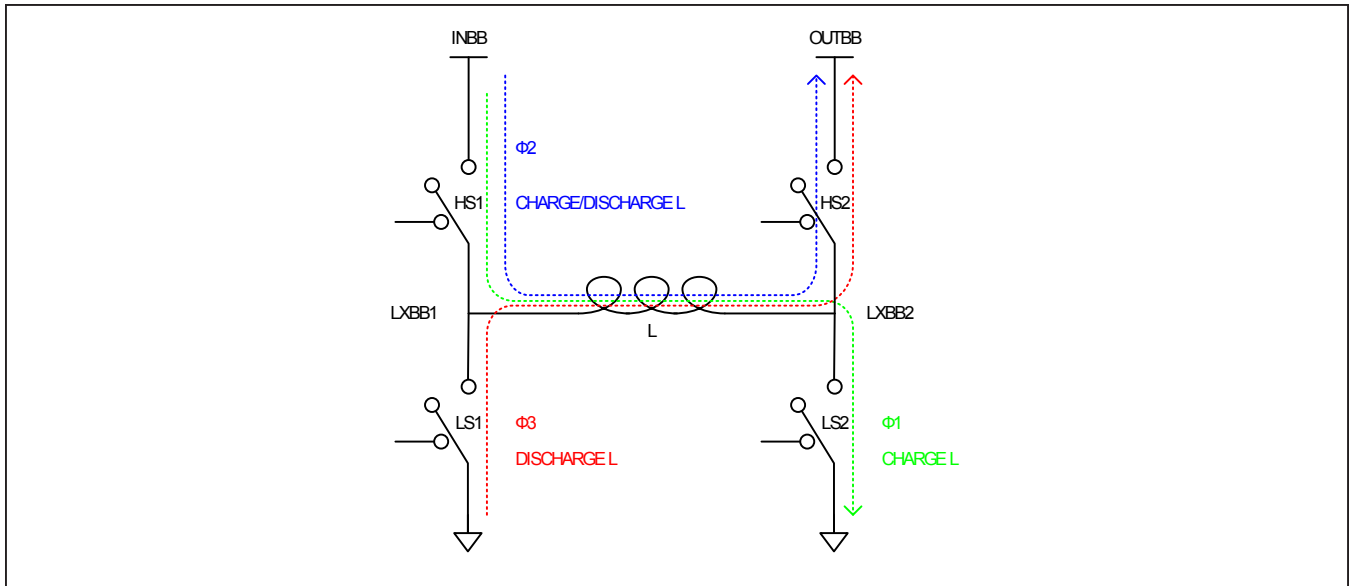 INBB
OUTBB
Φ2
HS1
CHARGE/DISCHARGE L
HS2
LXBB1
LXBB2
L
LS1
Φ3
LS2
Φ1
DISCHARGE L
CHARGE L